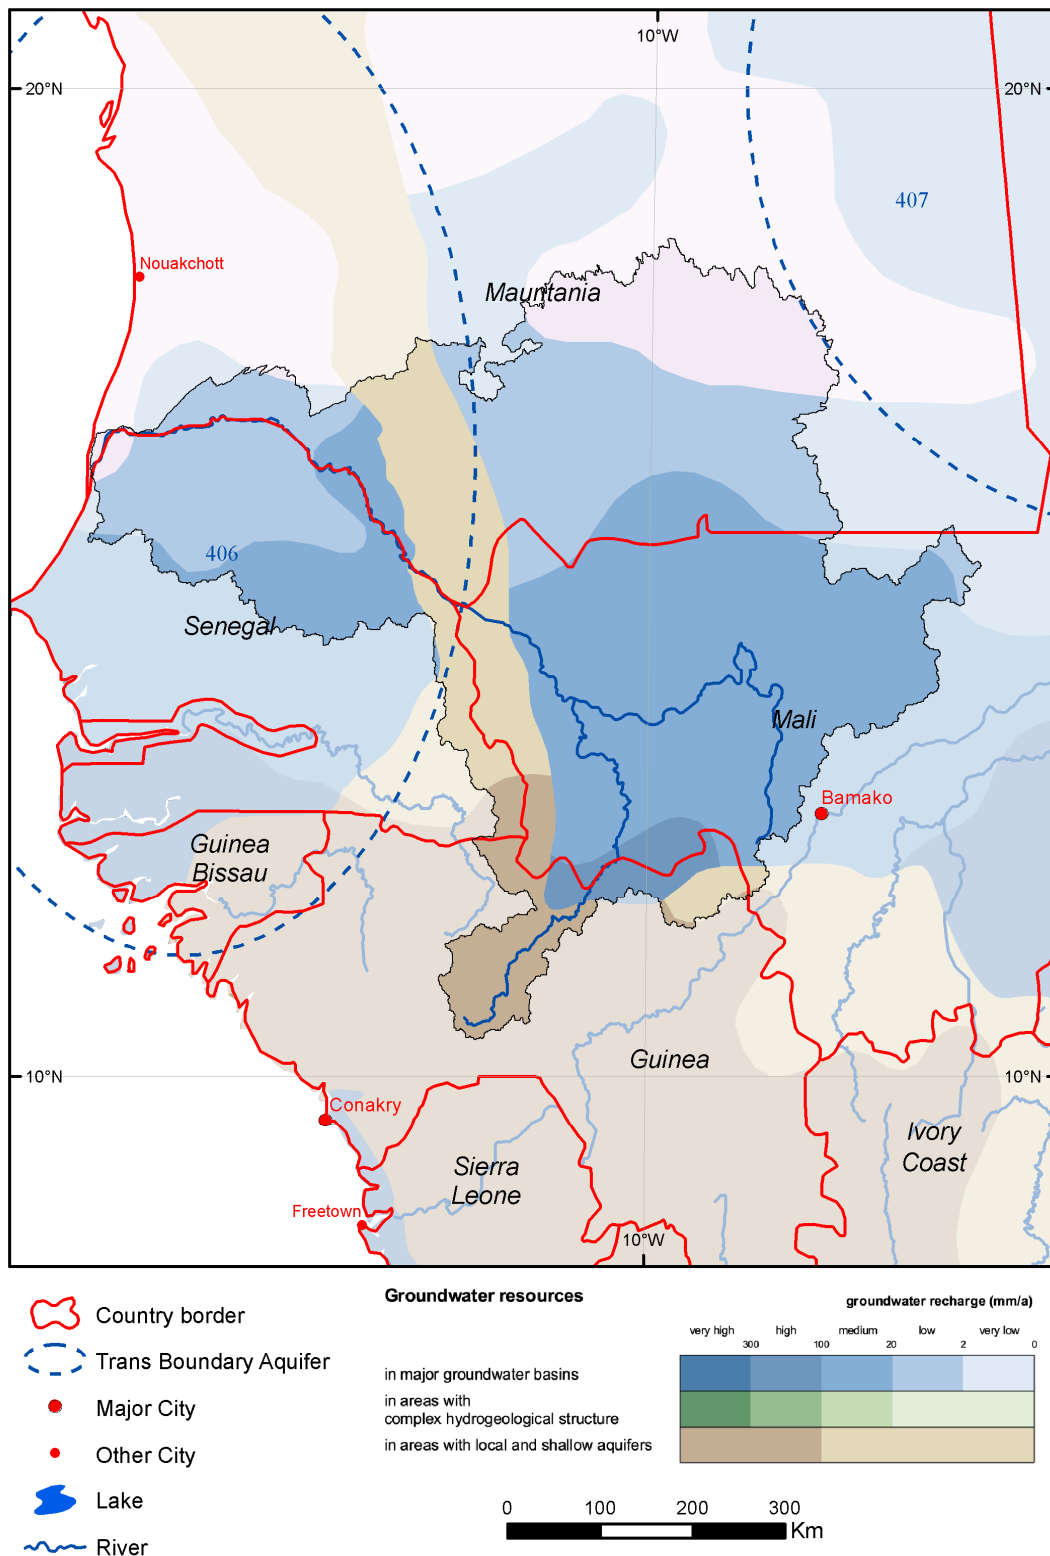 10°W
20°N
20°N
407
Nouakchott
Mauritania
406
Senegal
Mali
Bamako
Guinea
Bissau
Guinea
10°N
10°N
Conakry
Ivory
Coast
Sierra
Leone
Freetown
10°W
Country border
Trans Boundary Aquifer
Major City
Other City
Lake
River
Groundwater resources
groundwater recharge (mm/a)
very high
high
medium
low
very low
300
100
20
2
0
in major groundwater basins
in areas with
complex hydrogeological structure
in areas with local and shallow aquifers
0
100
200
300
Km